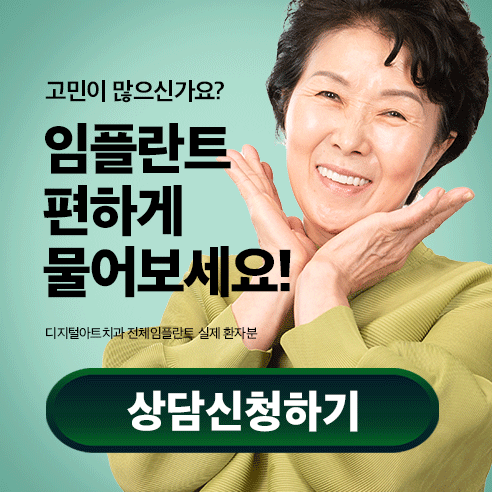 고민이 많으신가요?
임플란트
편하게
물어보세요!
디지털아트치과 전체임플란트 실제 환자분
상담신청하기